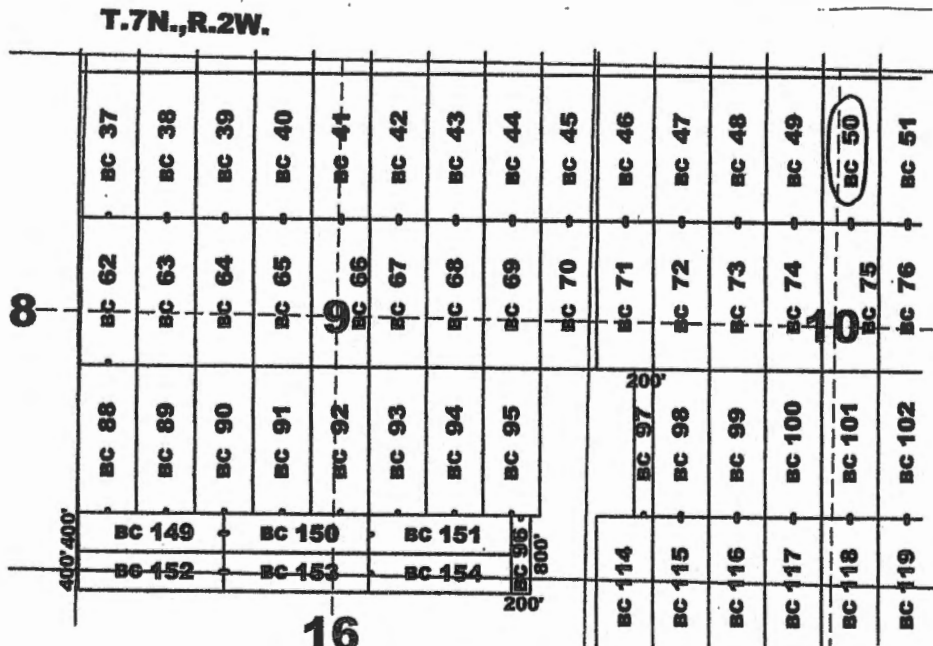 T.7N.,R.2W.
BC 37
BC 38
BC 39
BC 40
BC 41
BC 42
BC 43
BC 44
BC 45
BC 46
BC 47
BC 48
BC 49
BC 50
BC 51
BC 62
BC 63
BC 64
BC 65
BC 66
BC 67
BC 68
BC 69
BC 70
BC 71
BC 72
BC 73
BC 74
BC 75
BC 76
8
9
10
200'
BC 88
BC 89
BC 90
BC 91
BC 92
BC 93
BC 94
BC 95
BC 97
BC 98
BC 99
BC 100
BC 101
BC 102
400'
BC 149
BC 150
BC 151
BC 96
800'
400'
BC 152
BC 153
BC 154
200'
BC 114
BC 115
BC 116
BC 117
BC 118
BC 119
16